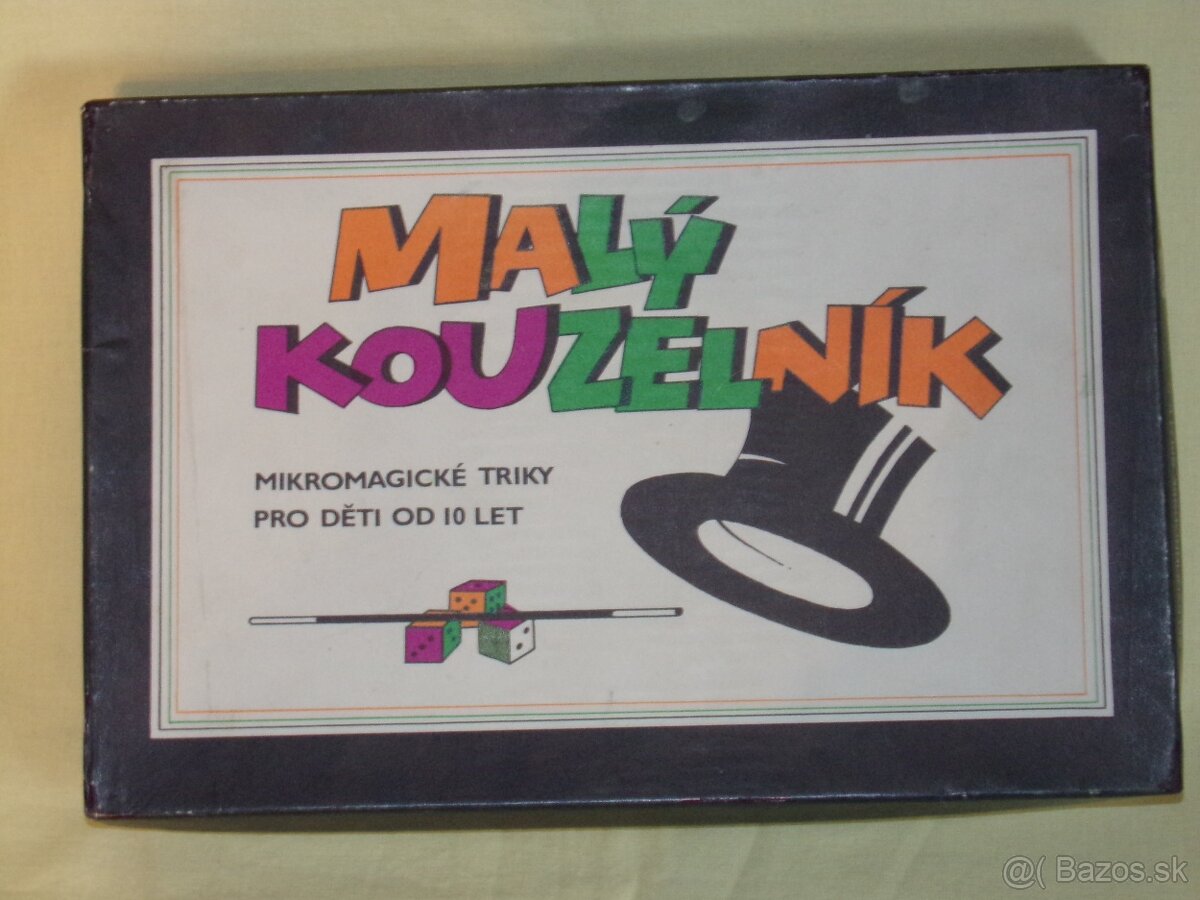 MALÝ
KOUZELNÍK
MIKROMAGICKÉ TRIKY
PRO DĚTI OD 10 LET
@( Bazos.sk